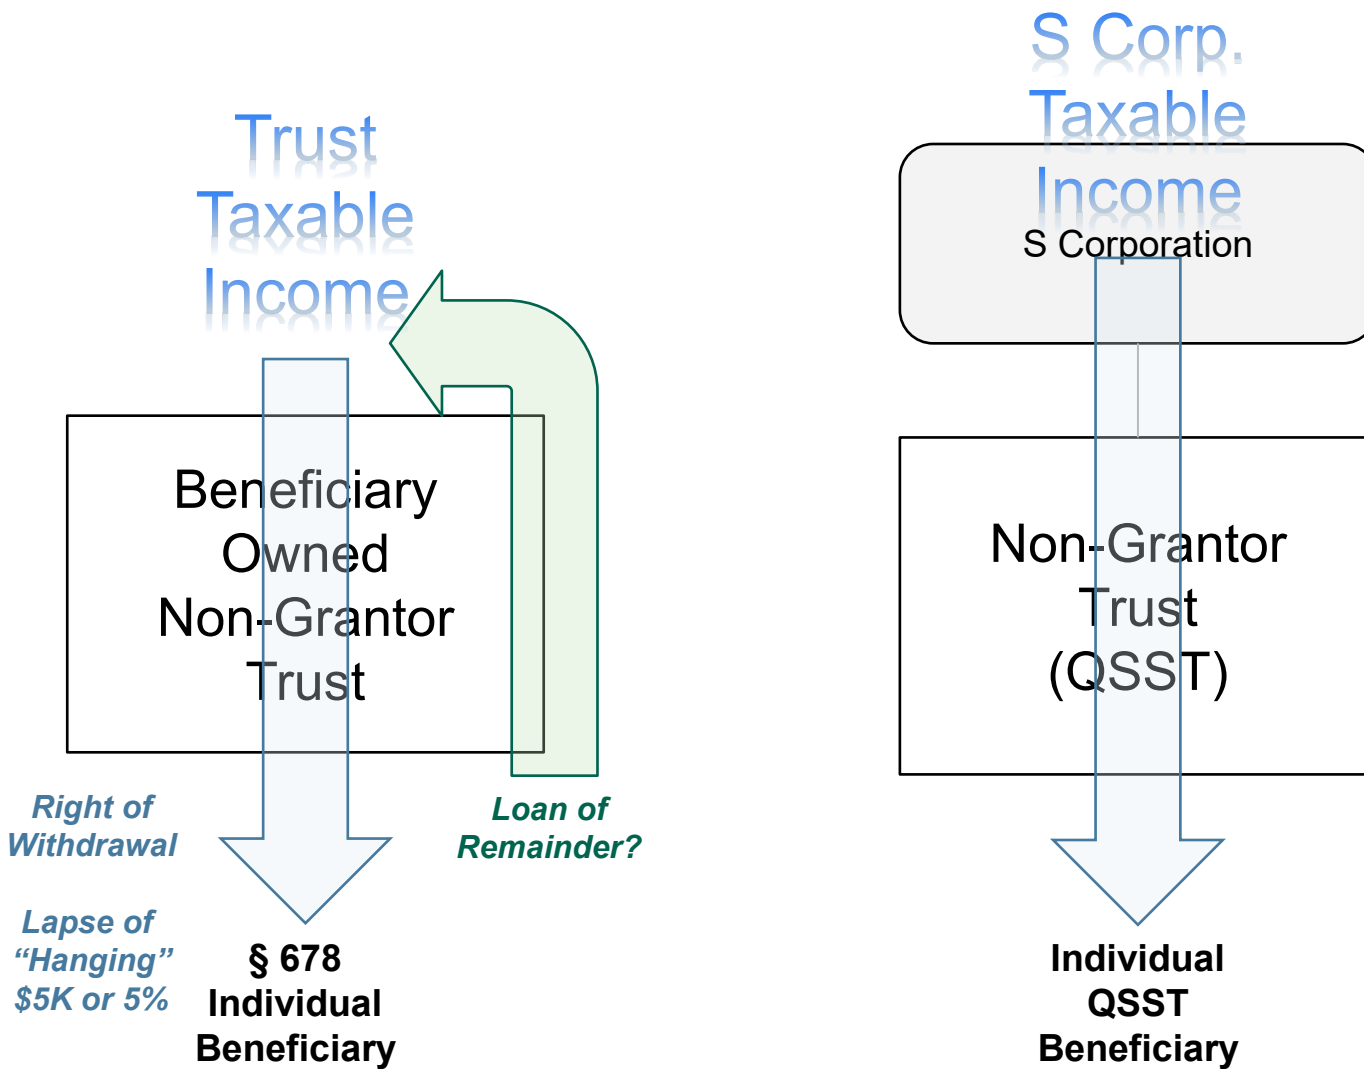 Trust
Taxable
Income
Beneficiary
Owned
Non-Grantor
Trust
Right of
Withdrawal
Lapse of
“Hanging”
$5K or 5%
Loan of
Remainder?
§ 678
Individual
Beneficiary
S Corp.
Taxable
Income
S Corporation
Non-Grantor
Trust
(QSST)
Individual
QSST
Beneficiary